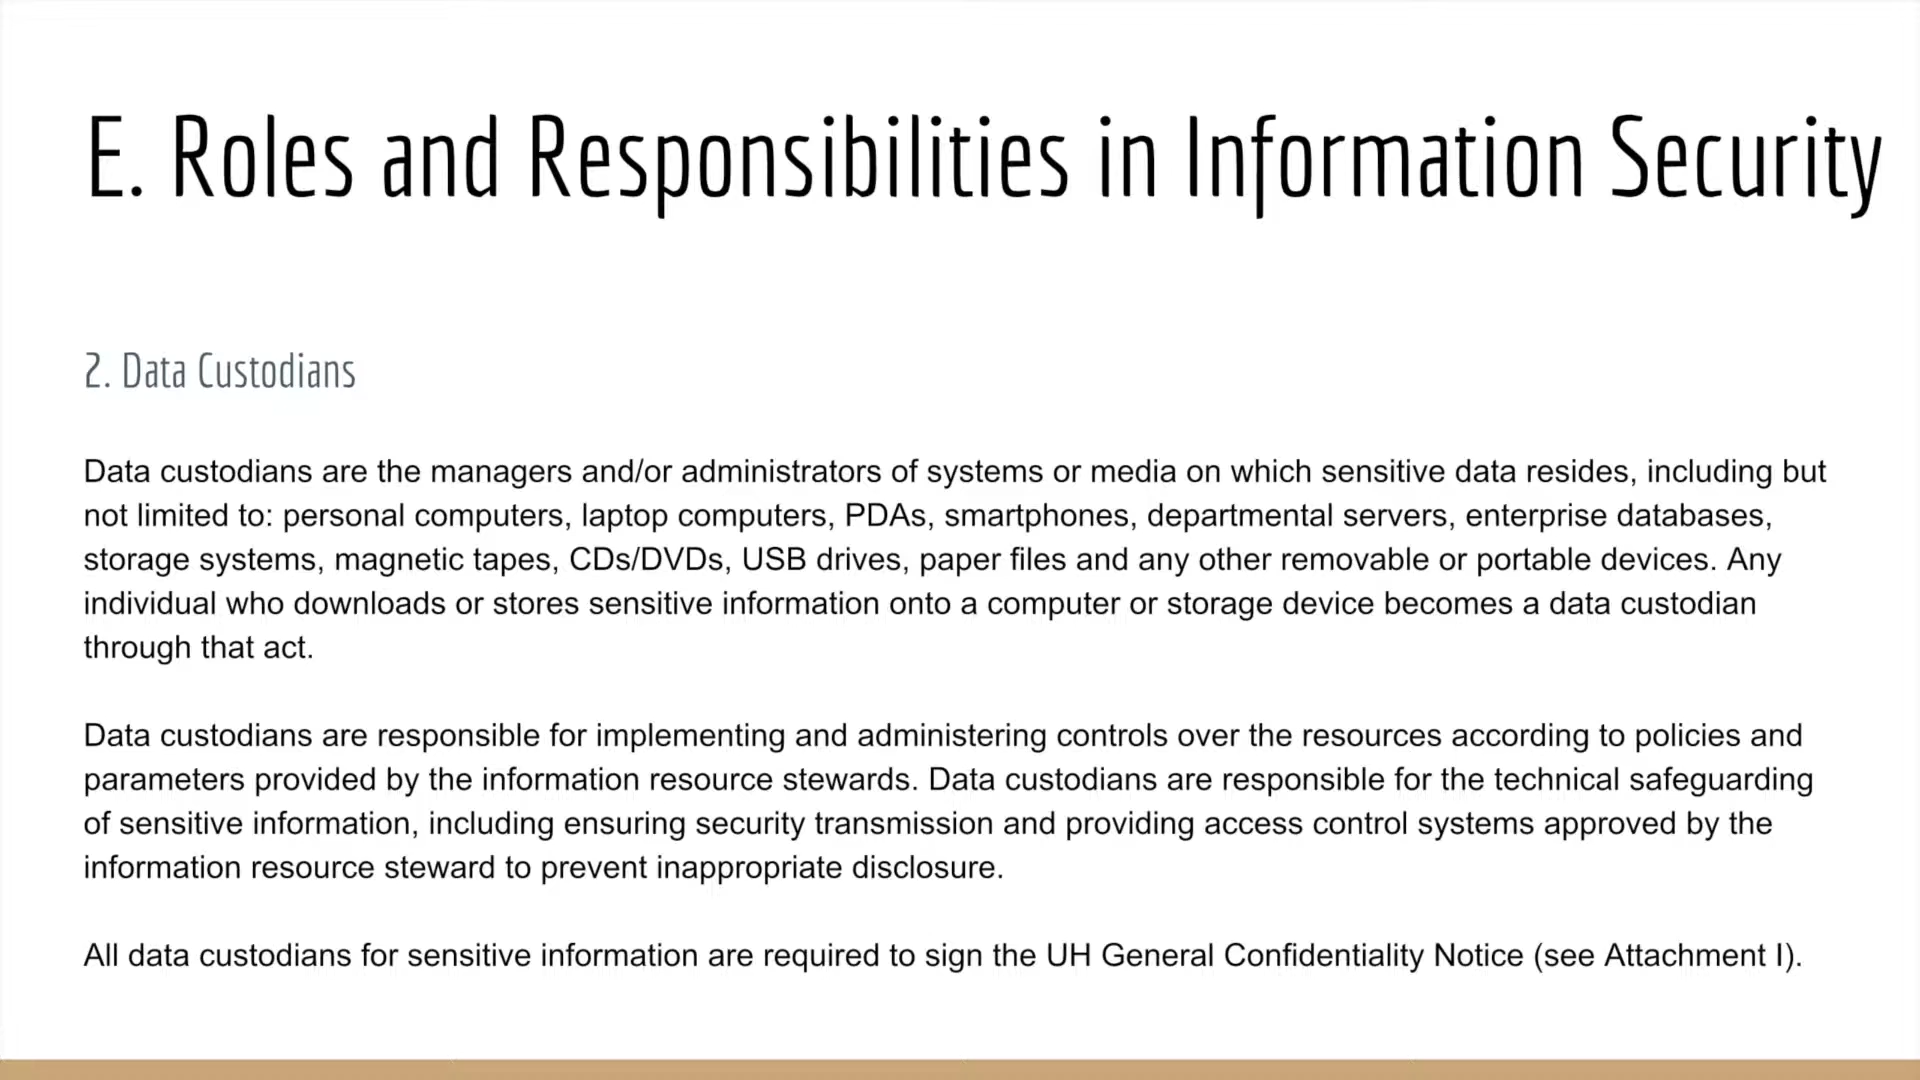 E. Roles and Responsibilities in Information Security
2. Data Custodians
Data custodians are the managers and/or administrators of systems or media on which sensitive data resides, including but
not limited to: personal computers, laptop computers, PDAs, smartphones, departmental servers, enterprise databases,
storage systems, magnetic tapes, CDs/DVDs, USB drives, paper files and any other removable or portable devices. Any
individual who downloads or stores sensitive information onto a computer or storage device becomes a data custodian
through that act.
Data custodians are responsible for implementing and administering controls over the resources according to policies and
parameters provided by the information resource stewards. Data custodians are responsible for the technical safeguarding
of sensitive information, including ensuring security transmission and providing access control systems approved by the
information resource steward to prevent inappropriate disclosure.
All data custodians for sensitive information are required to sign the UH General Confidentiality Notice (see Attachment I).